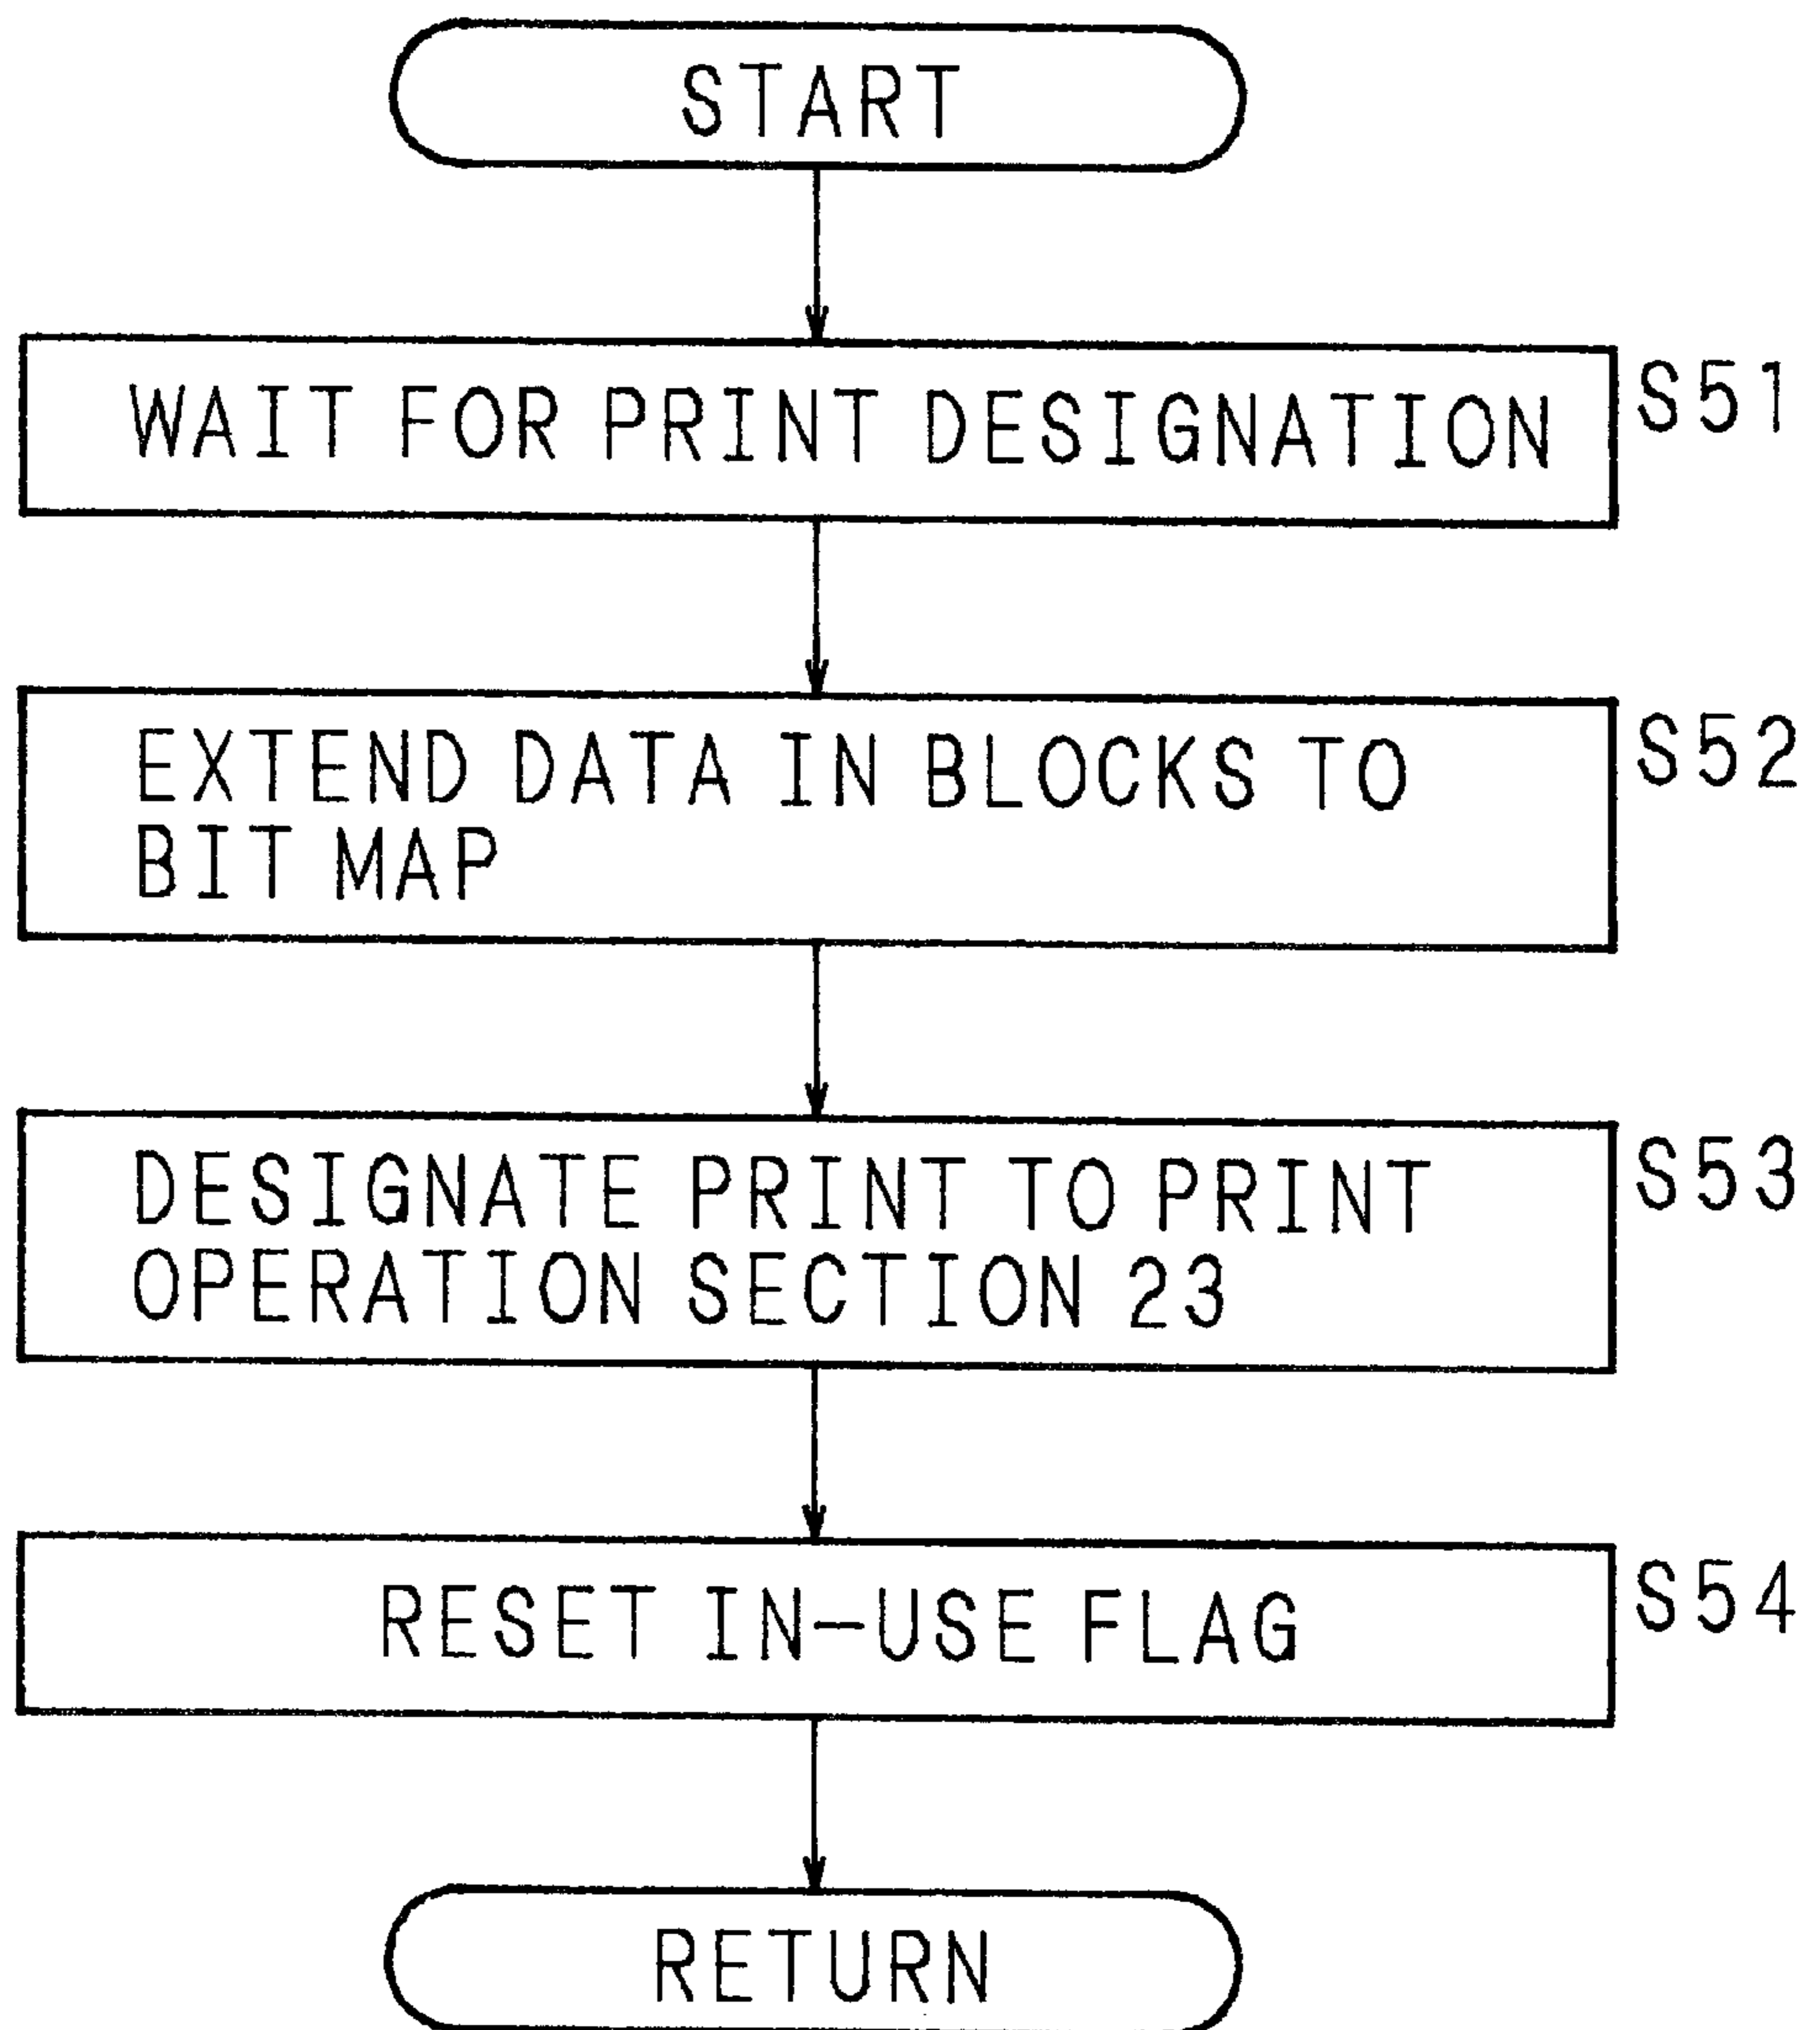 START
WAIT FOR PRINT DESIGNATION
S51
EXTEND DATA IN BLOCKS TO
S52
BIT MAP
DESIGNATE PRINT TO PRINT
S53
OPERATION SECTION 23
RESET IN-USE FLAG
S54
RETURN